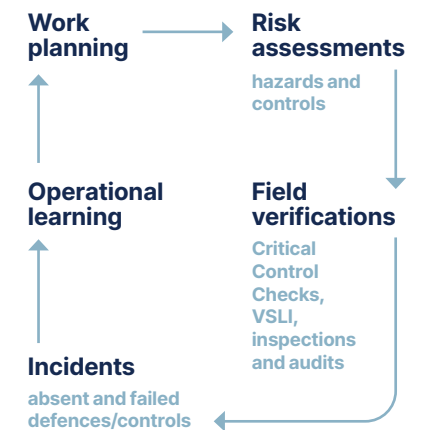 Work
planning
Risk
assessments
hazards and
controls
Operational
learning
Field
verifications
Critical
Control
Checks,
VSLI,
inspections
and audits
Incidents
absent and failed
defences/controls